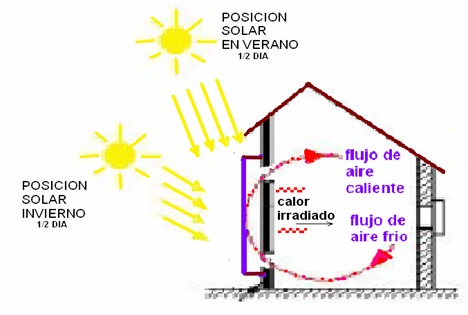 POSICION
SOLAR
EN VERANO
1/2 DIA
POSICION
SOLAR
INVIERNO
1/2 DIA
flujo de
aire
caliente
calor
irradiado
flujo de
aire frio